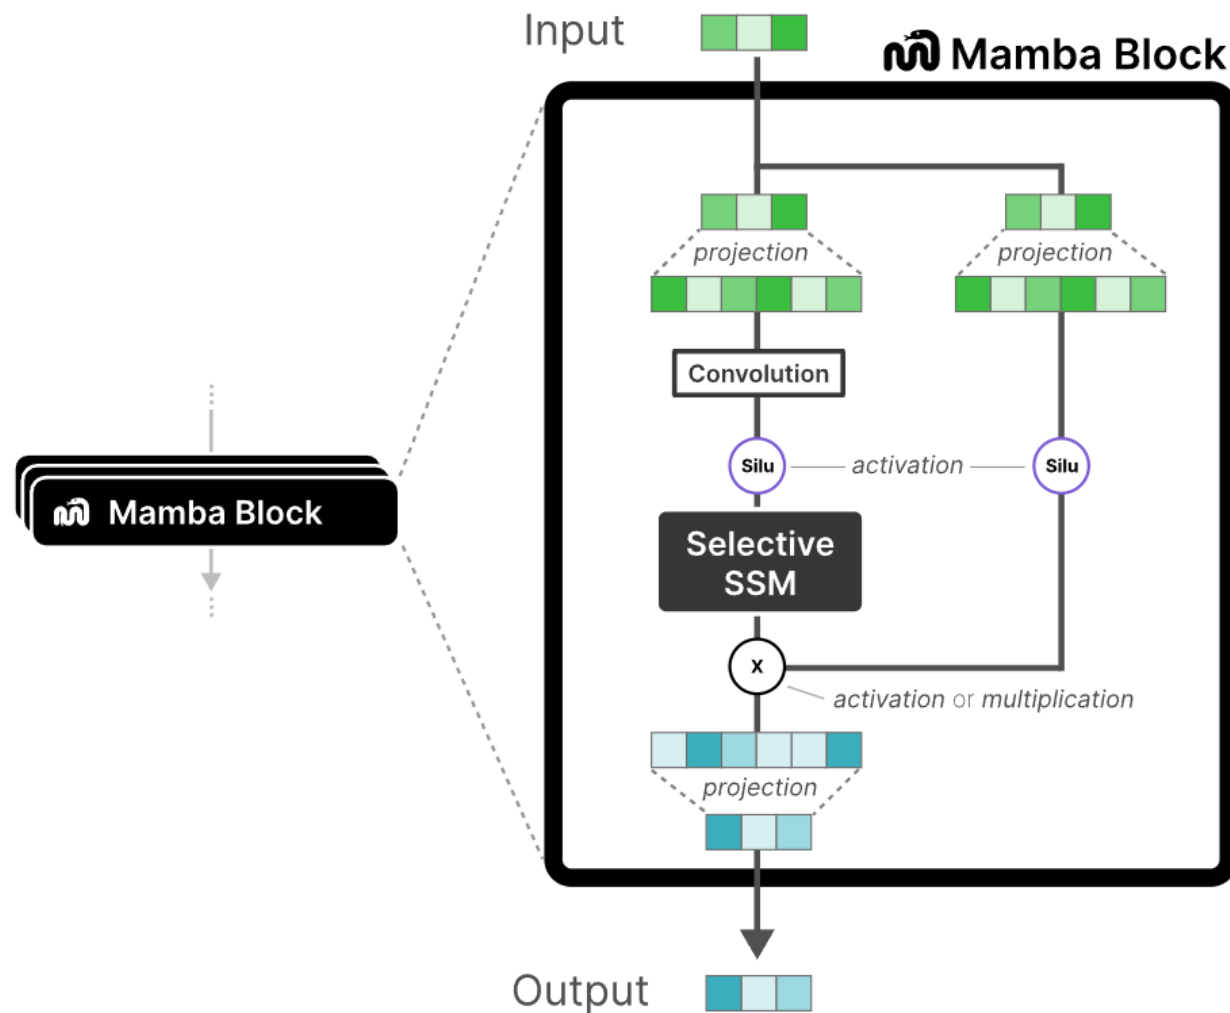 Input
Mamba Block
projection
projection
Convolution
Silu
activation
Silu
Mamba Block
Selective
SSM
X
activation or multiplication
projection
Output